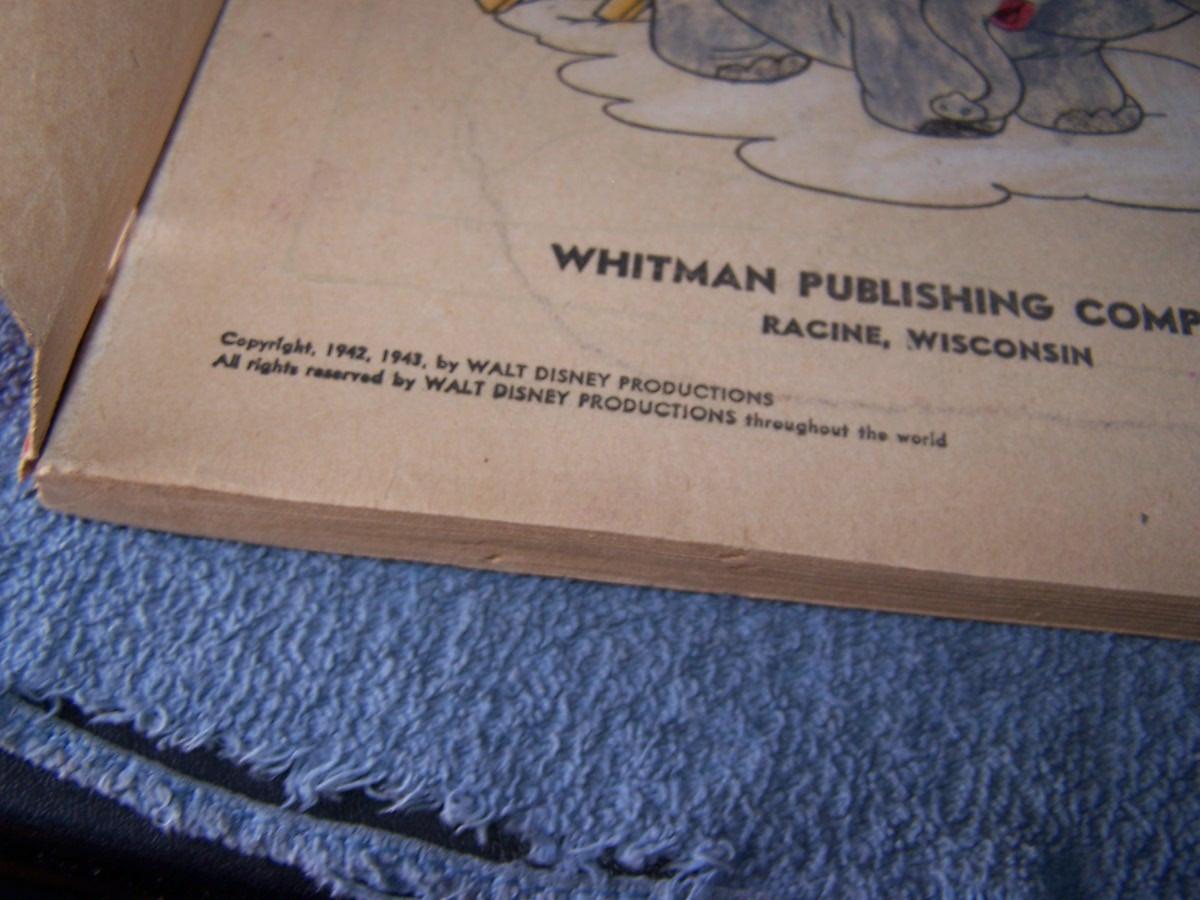 WHITMAN PUBLISHING COMP
RACINE, WISCONSIN
Copyright, 1942, 1943, by WALT DISNEY PRODUCTIONS
All rights reserved by WALT DISNEY PRODUCTIONS throughout the world